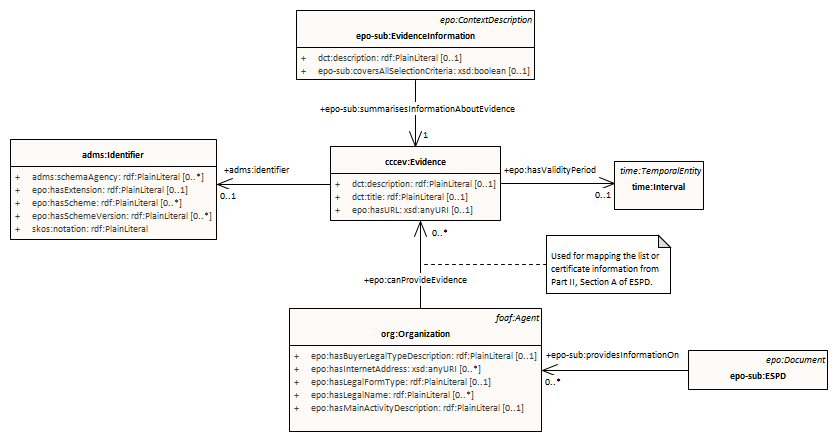 epo:ContextDescription
epo-sub:EvidenceInformation
+ dct:description: rdf:PlainLiteral [0..1]
+ epo-sub:coversAllSelectionCriteria: xsd:boolean [0..1]
+epo-sub:summarisesInformationAboutEvidence
1
adms:Identifier
+ adms:schemaAgency: rdf:PlainLiteral [0..*]
+ epo:hasExtension: rdf:PlainLiteral [0..1]
+ epo:hasScheme: rdf:PlainLiteral [0..*]
+ epo:hasSchemeVersion: rdf:PlainLiteral [0..*]
+ skos:notation: rdf:PlainLiteral
+adms:identifier
0..1
cccev:Evidence
+ dct:description: rdf:PlainLiteral [0..1]
+ dct:title: rdf:PlainLiteral [0..1]
+ epo:hasURL: xsd:anyURI [0..1]
+epo:hasValidityPeriod
0..1
time:TemporalEntity
time:Interval
0..*
Used for mapping the list or
certificate information from
Part II, Section A of ESPD.
+epo:canProvideEvidence
foaf:Agent
org:Organization
+ epo:hasBuyerLegalTypeDescription: rdf:PlainLiteral [0..1]
+ epo:hasInternetAddress: xsd:anyURI [0..*]
+ epo:hasLegalFormType: rdf:PlainLiteral [0..1]
+ epo:hasLegalName: rdf:PlainLiteral [0..*]
+ epo:hasMainActivityDescription: rdf:PlainLiteral [0..1]
+epo-sub:providesInformationOn
0..*
epo:Document
epo-sub:ESPD